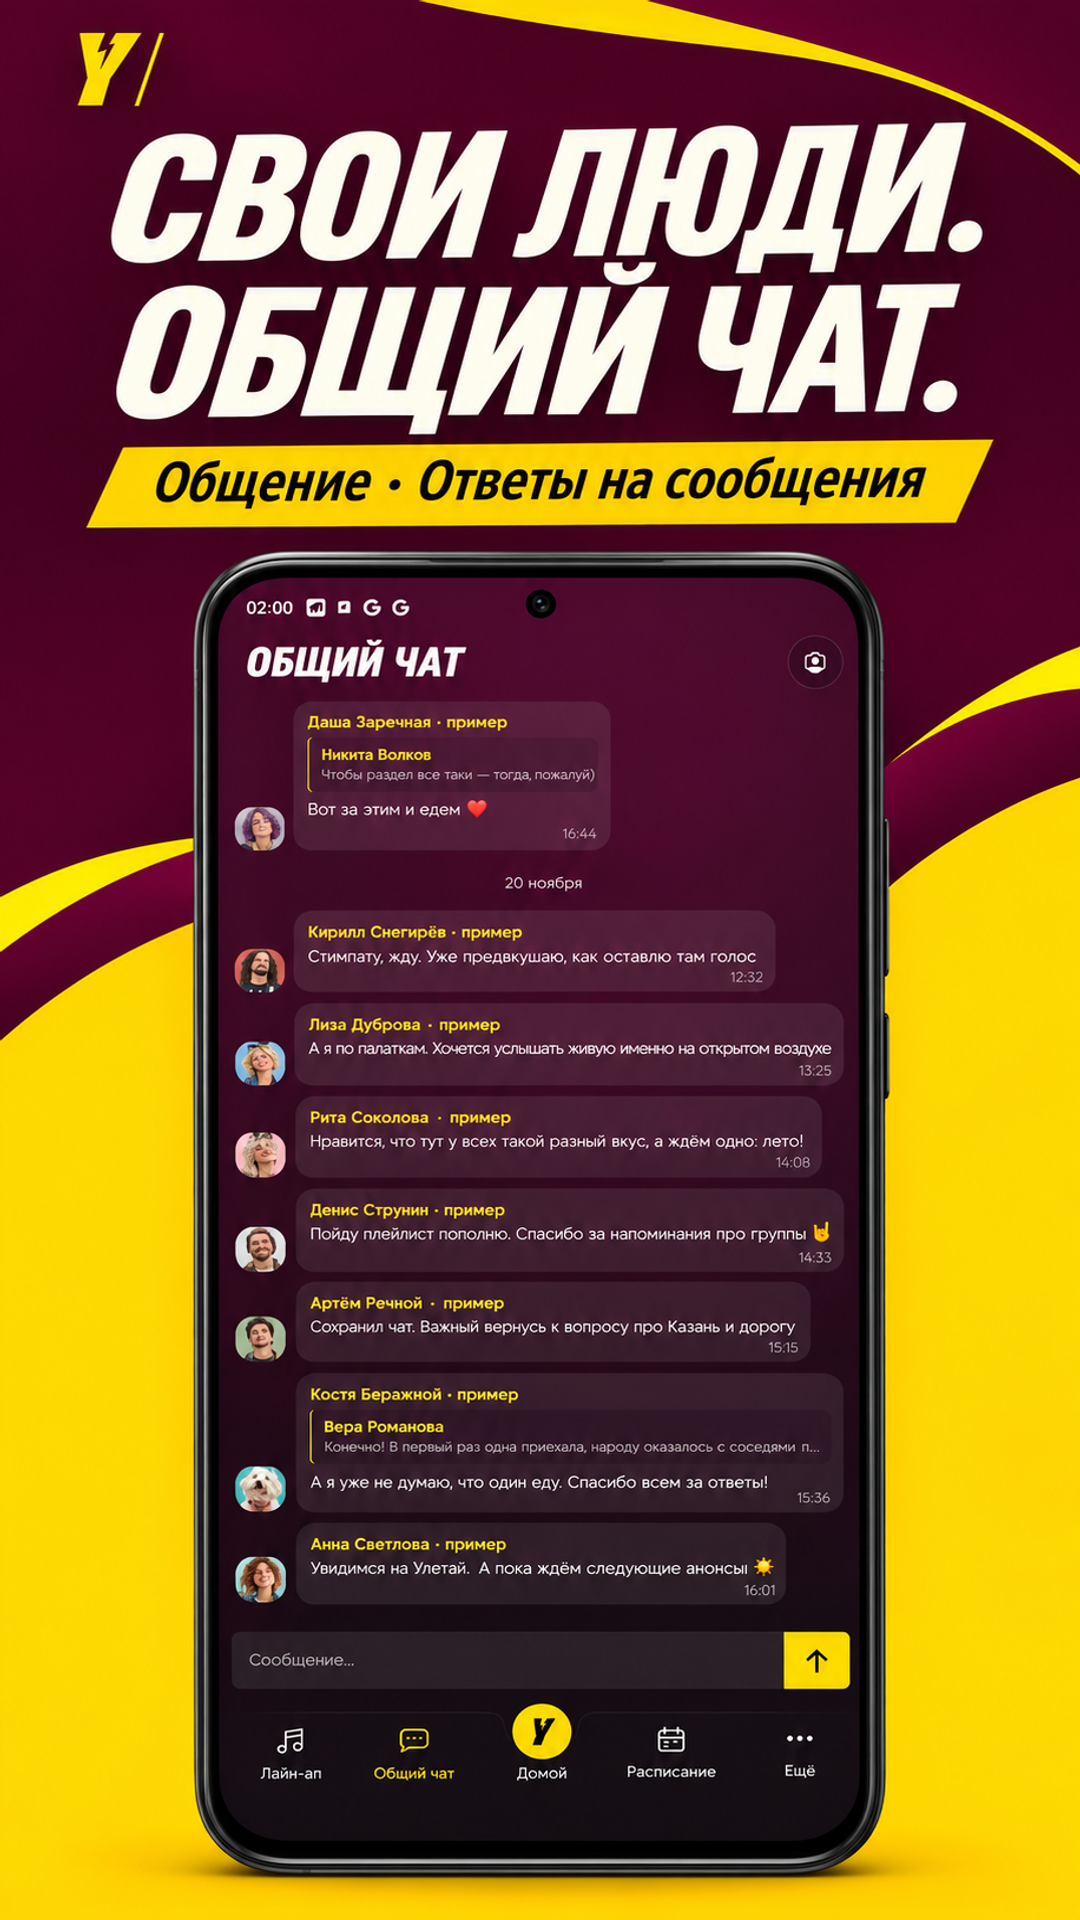 У
СВОИ ЛЮДИ.
ОБЩИЙ ЧАТ.
Общение • Ответы на сообщения
02:00 G G
ОБЩИЙ ЧАТ
Даша Заречная · пример
Никита Волков
Чтобы раздел все таки — тогда, пожалуй)
Вот за этим и едем ❤️
16:44
20 ноября
Кирилл Снегирёв · пример
Стимпату, жду. Уже предвкушаю, как оставлю там голос
12:32
Лиза Дуброва · пример
А я по палаткам. Хочется услышать живую именно на открытом воздухе
13:25
Рита Соколова · пример
Нравится, что тут у всех такой разный вкус, а ждём одно: лето!
14:08
Денис Струнин · пример
Пойду плейлист пополню. Спасибо за напоминания про группы 🤘
14:33
Артём Речной · пример
Сохранил чат. Важный вернусь к вопросу про Казань и дорогу
15:15
Костя Беражной · пример
Вера Романова
Конечно! В первый раз одна приехала, народу оказалось с соседями п...
А я уже не думаю, что один еду. Спасибо всем за ответы!
15:36
Анна Светлова · пример
Увидимся на Улетай. А пока ждём следующие анонсы ☀️
16:01
Сообщение...
Лайн-ап
Общий чат
У
Домой
Расписание
Ещё